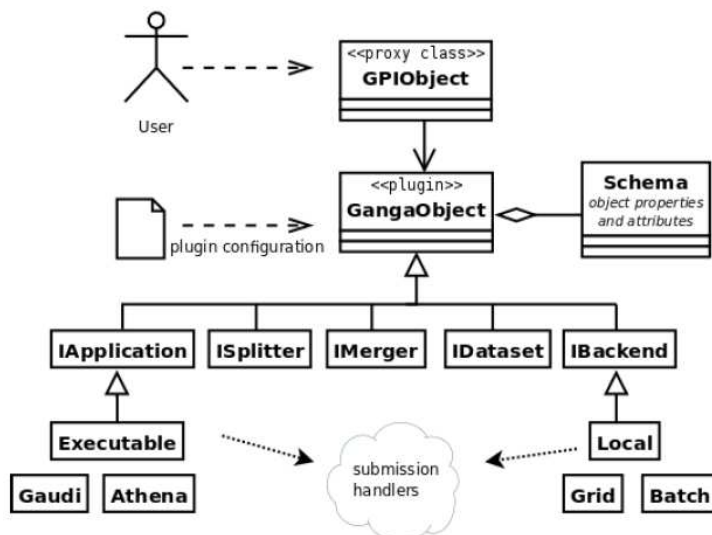 <<proxy class>>
GPIObject
User
<<plugin>>
GangaObject
Schema
object properties
and attributes
plugin configuration
IApplication
ISplitter
IMerger
IDataset
IBackend
Executable
Local
submission
handlers
Gaudi
Athena
Grid
Batch